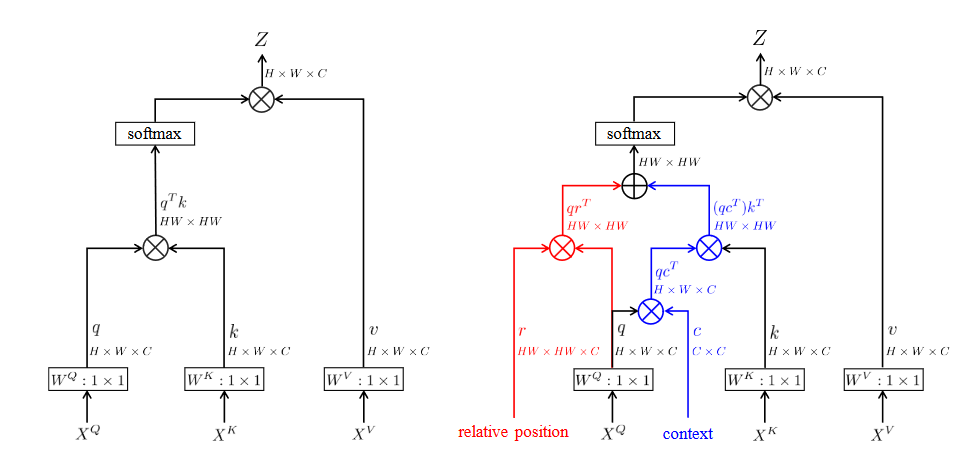 Z
H × W × C
softmax
q^T k
HW × HW
q
H × W × C
k
H × W × C
v
H × W × C
W^Q : 1 × 1
W^K : 1 × 1
W^V : 1 × 1
X^Q
X^K
X^V
Z
H × W × C
softmax
HW × HW
qr^T
HW × HW
(qc^T)k^T
HW × HW
qc^T
H × W × C
r
HW × HW × C
q
H × W × C
c
C × C
k
H × W × C
v
H × W × C
W^Q : 1 × 1
W^K : 1 × 1
W^V : 1 × 1
relative position
X^Q
context
X^K
X^V